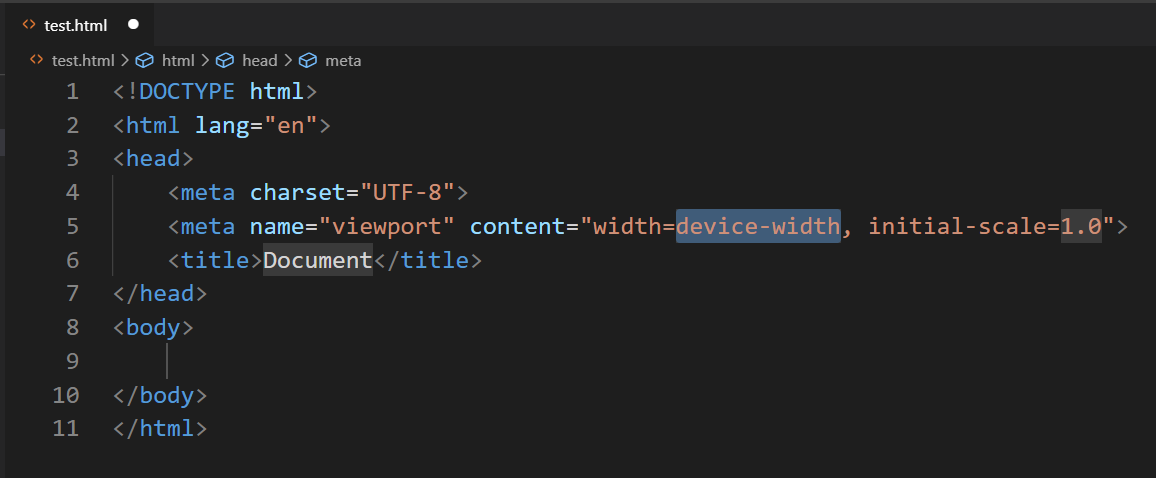 test.html
test.html html head meta
1 <!DOCTYPE html>
2 <html lang="en">
3 <head>
4     <meta charset="UTF-8">
5     <meta name="viewport" content="width=device-width, initial-scale=1.0">
6     <title>Document</title>
7 </head>
8 <body>
9
10 </body>
11 </html>